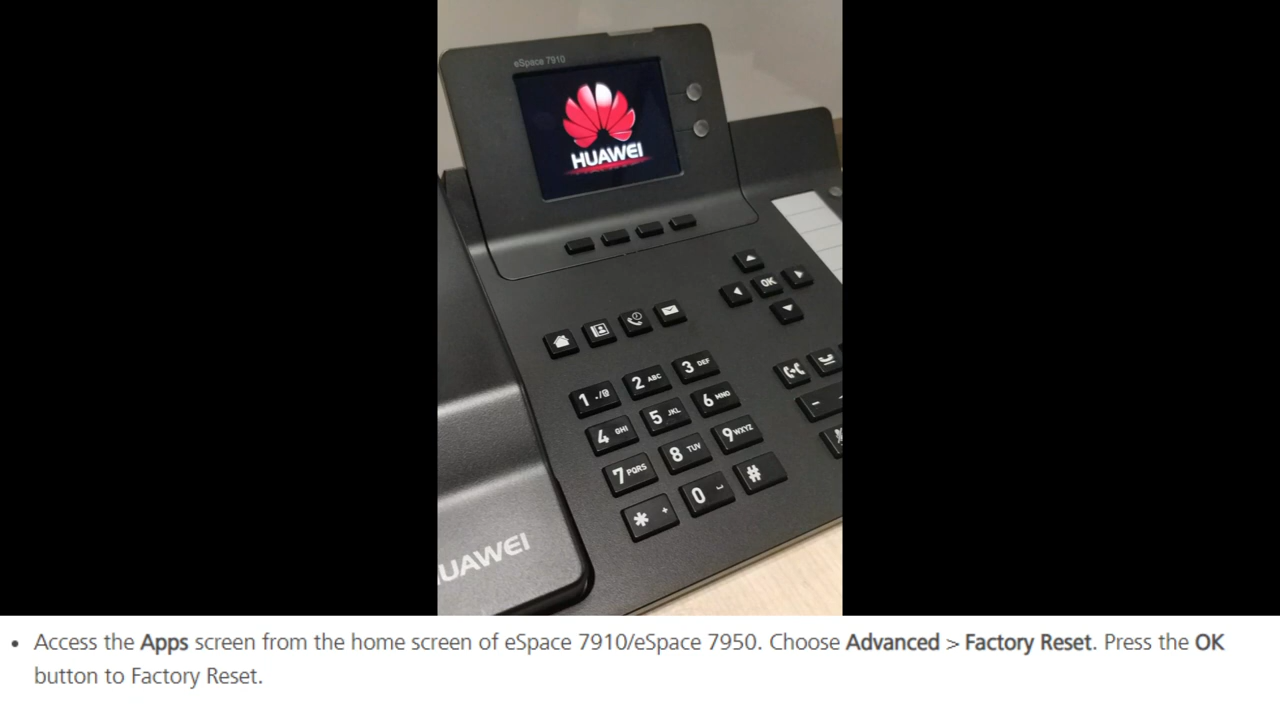 eSpace 7910
HUAWEI
OK
1 ./@
2 ABC
3 DEF
4 GHI
5 JKL
6 MNO
7 PQRS
8 TUV
9 WXYZ
* +
0
#
HUAWEI
• Access the Apps screen from the home screen of eSpace 7910/eSpace 7950. Choose Advanced > Factory Reset. Press the OK
button to Factory Reset.